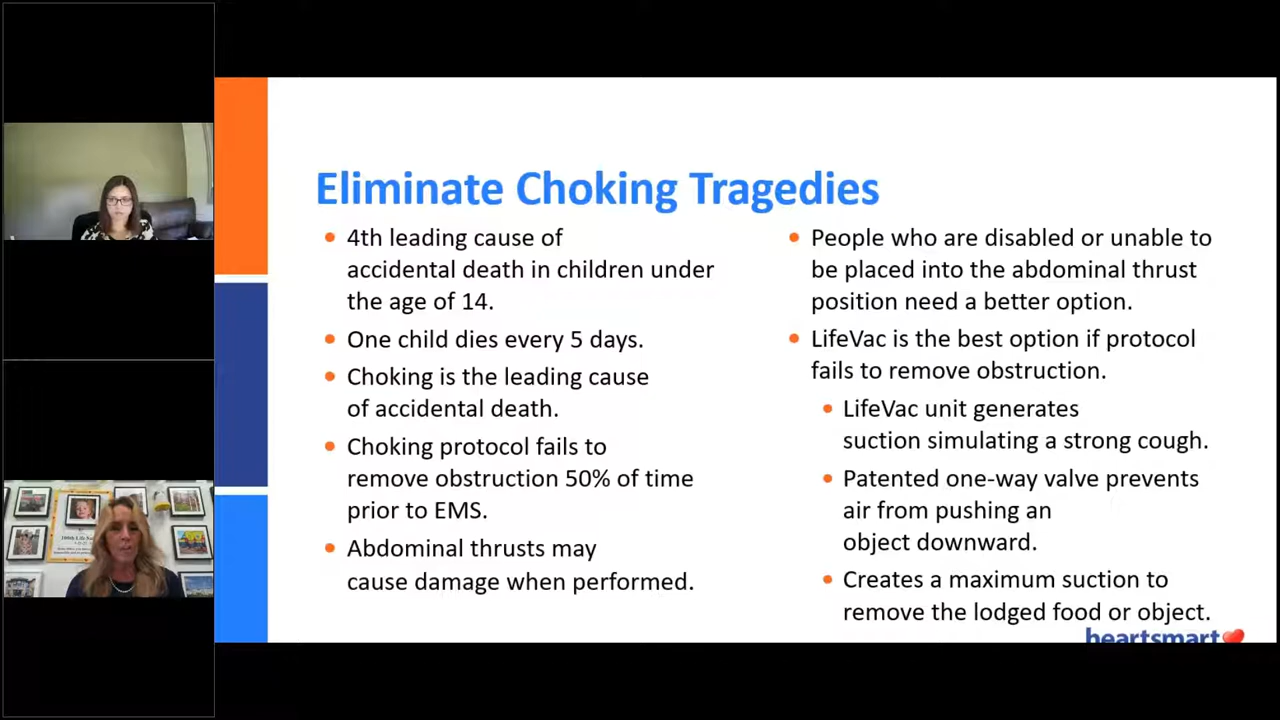 Eliminate Choking Tragedies
4th leading cause of
accidental death in children under
the age of 14.
One child dies every 5 days.
Choking is the leading cause
of accidental death.
Choking protocol fails to
remove obstruction 50% of time
prior to EMS.
Abdominal thrusts may
cause damage when performed.
People who are disabled or unable to
be placed into the abdominal thrust
position need a better option.
LifeVac is the best option if protocol
fails to remove obstruction.
LifeVac unit generates
suction simulating a strong cough.
Patented one-way valve prevents
air from pushing an
object downward.
Creates a maximum suction to
remove the lodged food or object.
heartsmart